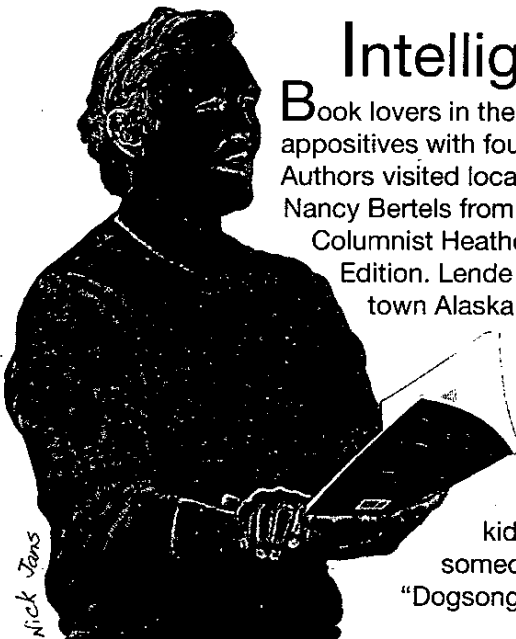 Intellig
Book lovers in the
appositives with fou
Authors visited loca
Nancy Bertels from
Columnist Heathe
Edition. Lende
town Alaska
kid
someo
"Dogsong
Nick Jans